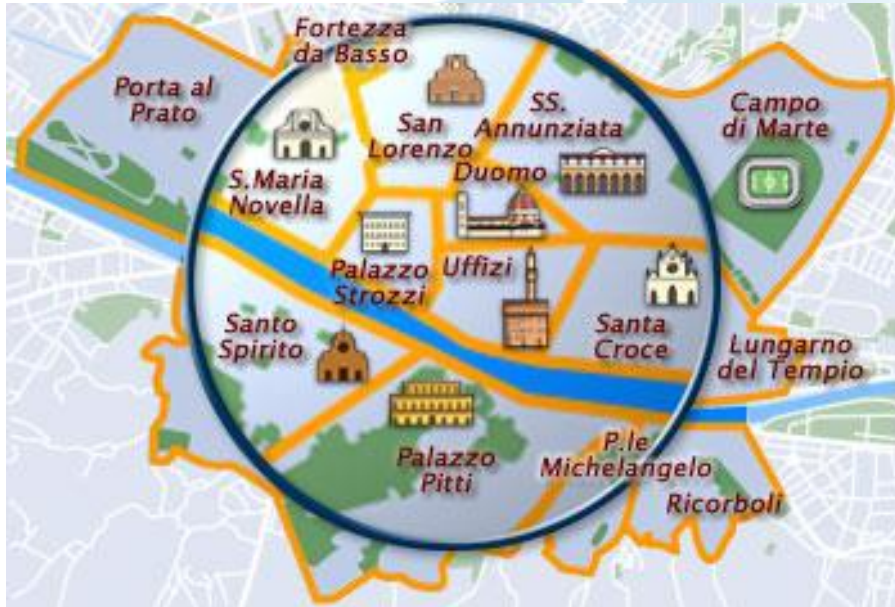 Fortezza
da Basso
Porta al
Prato
San
Lorenzo
SS.
Annunziata
Campo
di Marte
S.Maria
Novella
Duomo
Palazzo
Strozzi
Uffizi
Santo
Spirito
Santa
Croce
Lungarno
del Tempio
Palazzo
Pitti
P.le
Michelangelo
Ricorboli